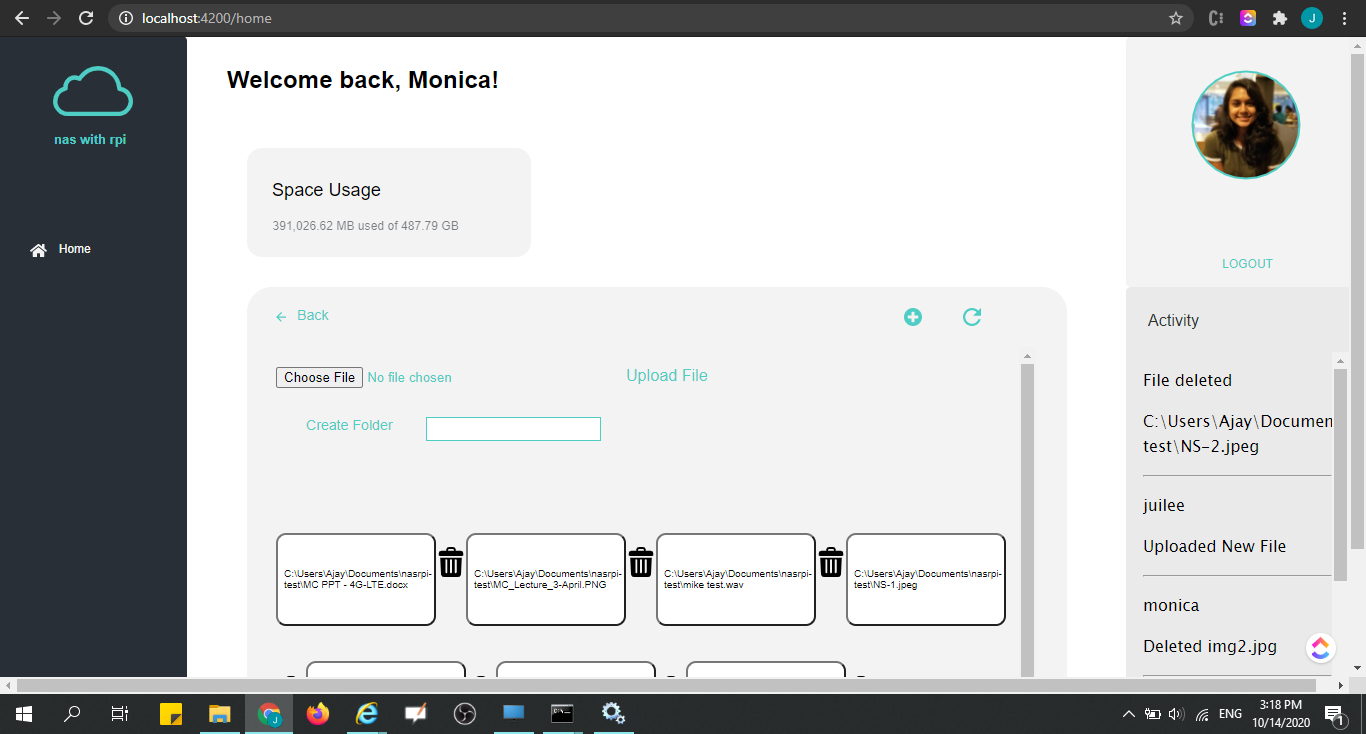 localhost:4200/home
J
Welcome back, Monica!
nas with rpi
Home
Space Usage
391,026.62 MB used of 487.79 GB
LOGOUT
Back
Choose File No file chosen
Upload File
Create Folder
C:\Users\Ajay\Documents\nasrpi-
test\MC PPT - 4G-LTE.docx
C:\Users\Ajay\Documents\nasrpi-
test\MC_Lecture_3-April.PNG
C:\Users\Ajay\Documents\nasrpi-
test\mike test.wav
C:\Users\Ajay\Documents\nasrpi-
test\NS-1.jpeg
Activity
File deleted
C:\Users\Ajay\Documen
test\NS-2.jpeg
juilee
Uploaded New File
monica
Deleted img2.jpg
J
ENG
3:18 PM
10/14/2020
1